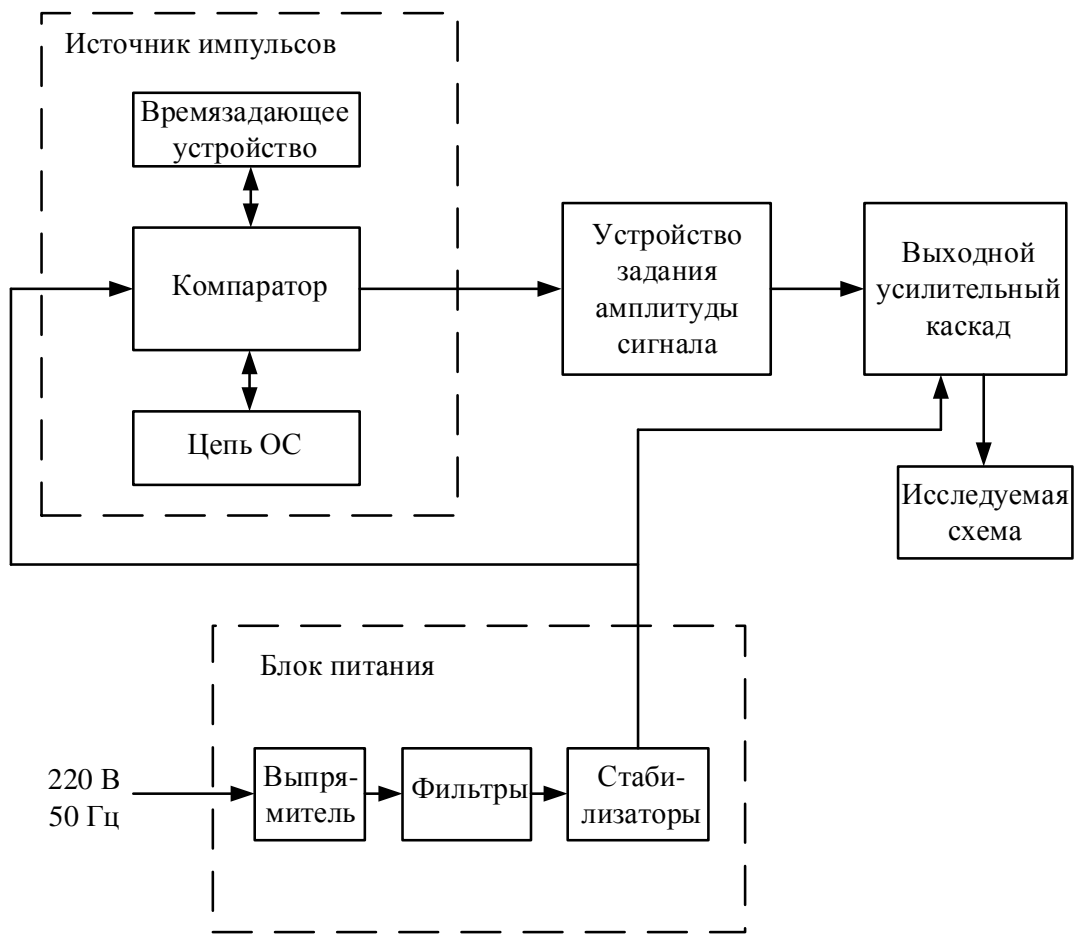 Источник импульсов
Времязадающее
устройство
Компаратор
Цепь ОС
Устройство
задания
амплитуды
сигнала
Выходной
усилительный
каскад
Исследуемая
схема
Блок питания
220 В
50 Гц
Выпря-
митель
Фильтры
Стаби-
лизаторы